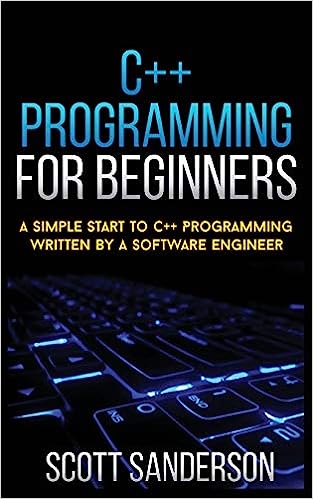 C++
PROGRAMMING
FOR BEGINNERS
A SIMPLE START TO C++ PROGRAMMING
WRITTEN BY A SOFTWARE ENGINEER
SCOTT SANDERSON